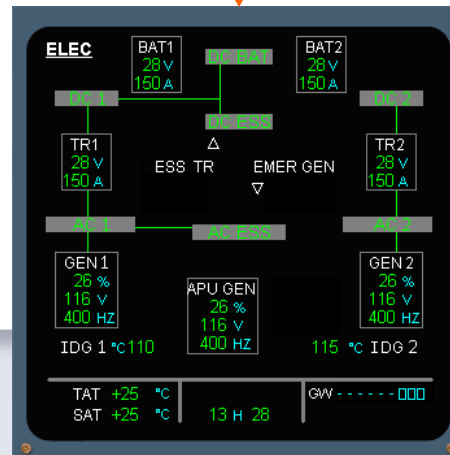 ELEC
BAT1
28 V
150 A
DC BAT
BAT2
28 V
150 A
DC 1
DC 2
DC ESS
TR1
28 V
150 A
ESS TR
EMER GEN
TR2
28 V
150 A
AC 1
AC ESS
AC 2
GEN 1
26 %
116 V
400 HZ
APU GEN
26 %
116 V
400 HZ
GEN 2
26 %
116 V
400 HZ
IDG 1 °C110
115 °C IDG 2
TAT +25 °C
GW - - - - - -
SAT +25 °C
13 H 28